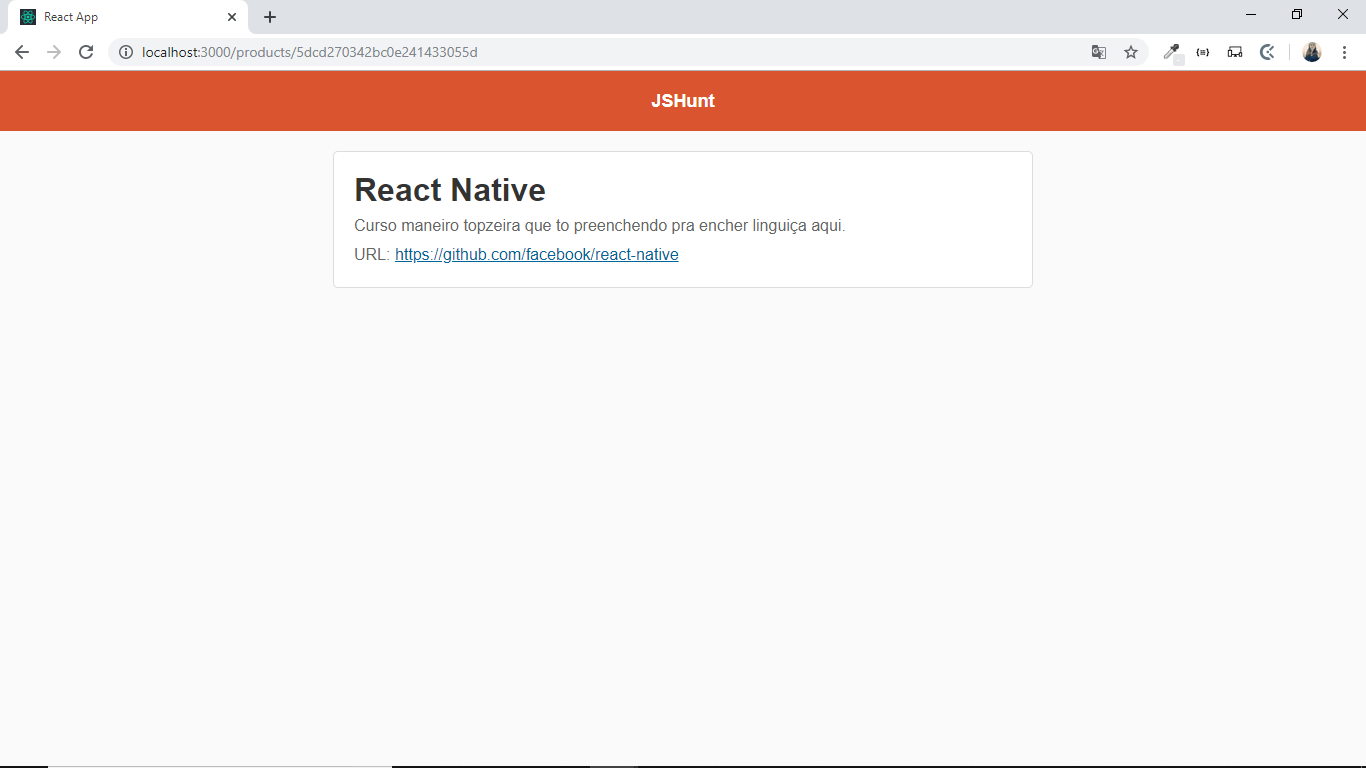 React App
localhost:3000/products/5dcd270342bc0e241433055d
JSHunt
React Native
Curso maneiro topzeira que to preenchendo pra encher linguiça aqui.
URL: https://github.com/facebook/react-native